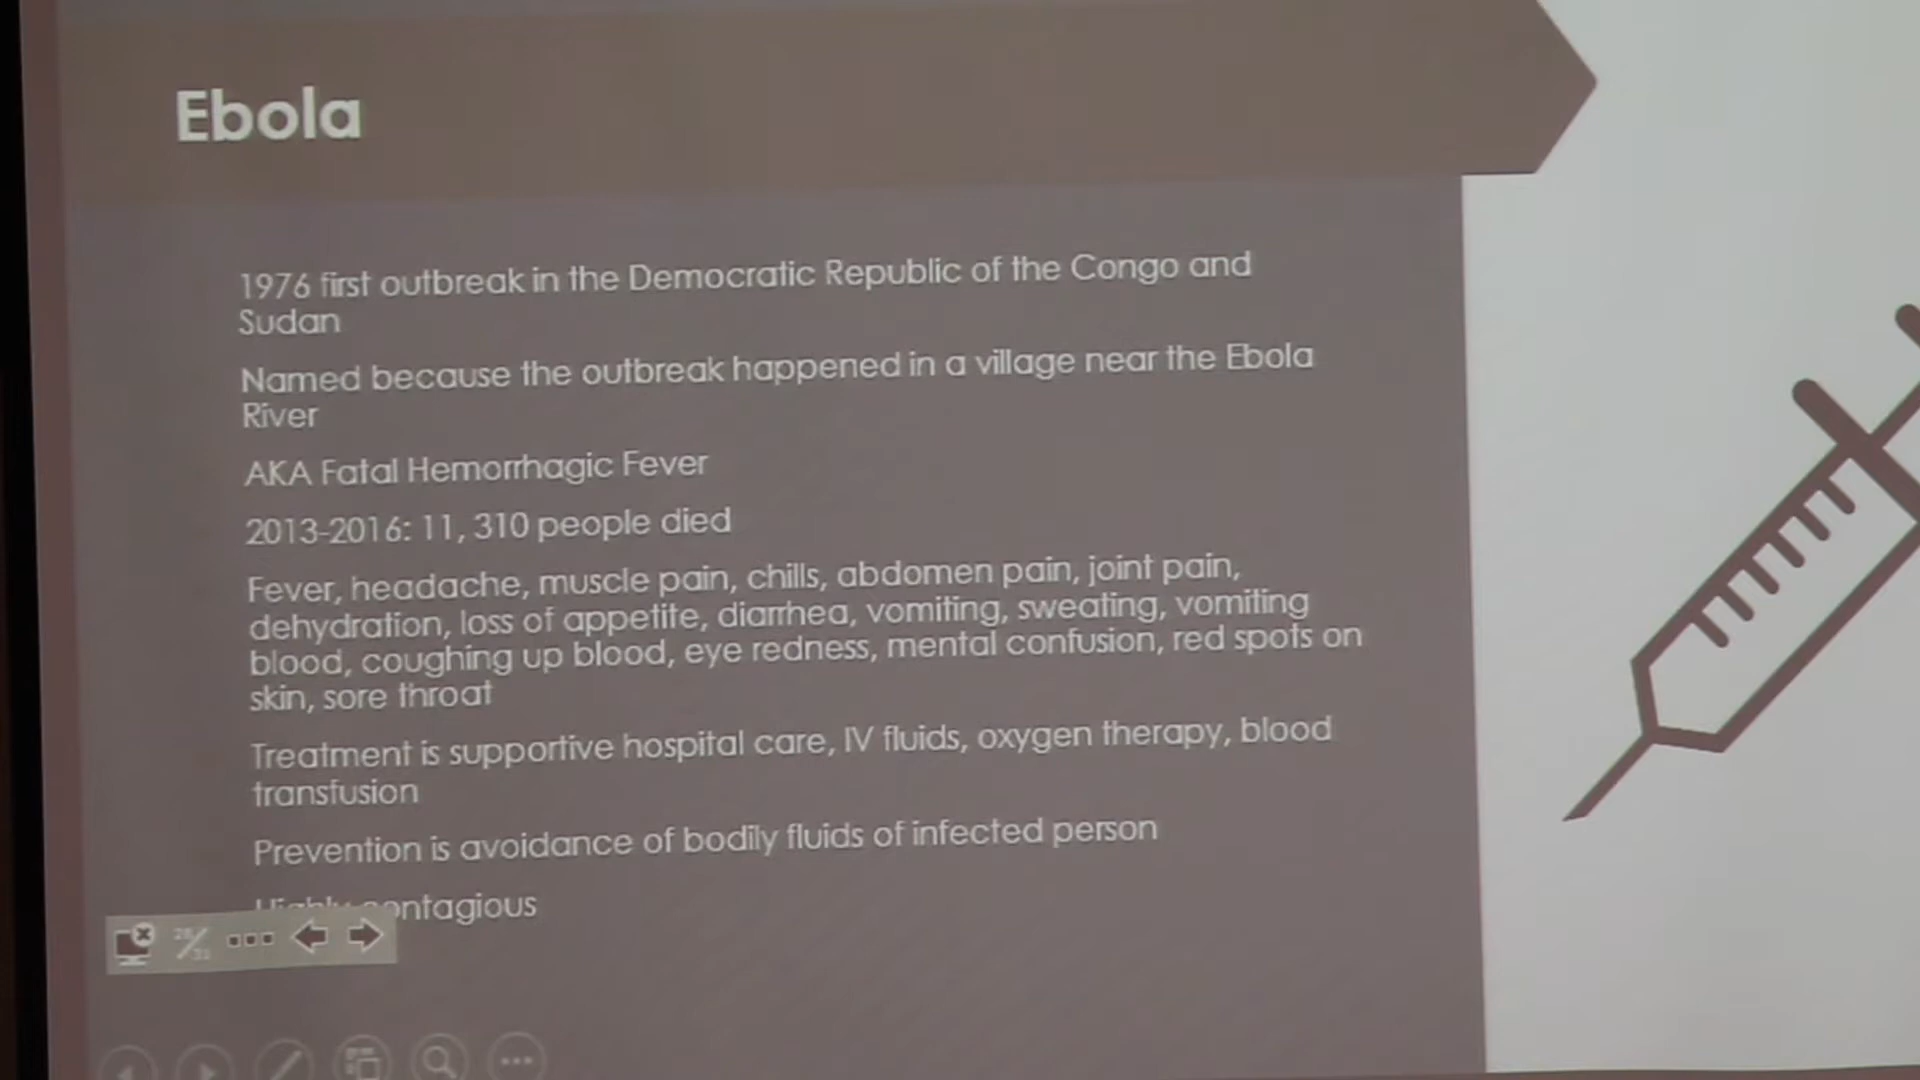 Ebola
1976 first outbreak in the Democratic Republic of the Congo and
Sudan
Named because the outbreak happened in a village near the Ebola
River
AKA Fatal Hemorrhagic Fever
2013-2016: 11, 310 people died
Fever, headache, muscle pain, chills, abdomen pain, joint pain,
dehydration, loss of appetite, diarrhea, vomiting, sweating, vomiting
blood, coughing up blood, eye redness, mental confusion, red spots on
skin, sore throat
Treatment is supportive hospital care, IV fluids, oxygen therapy, blood
transfusion
Prevention is avoidance of bodily fluids of infected person
Highly contagious